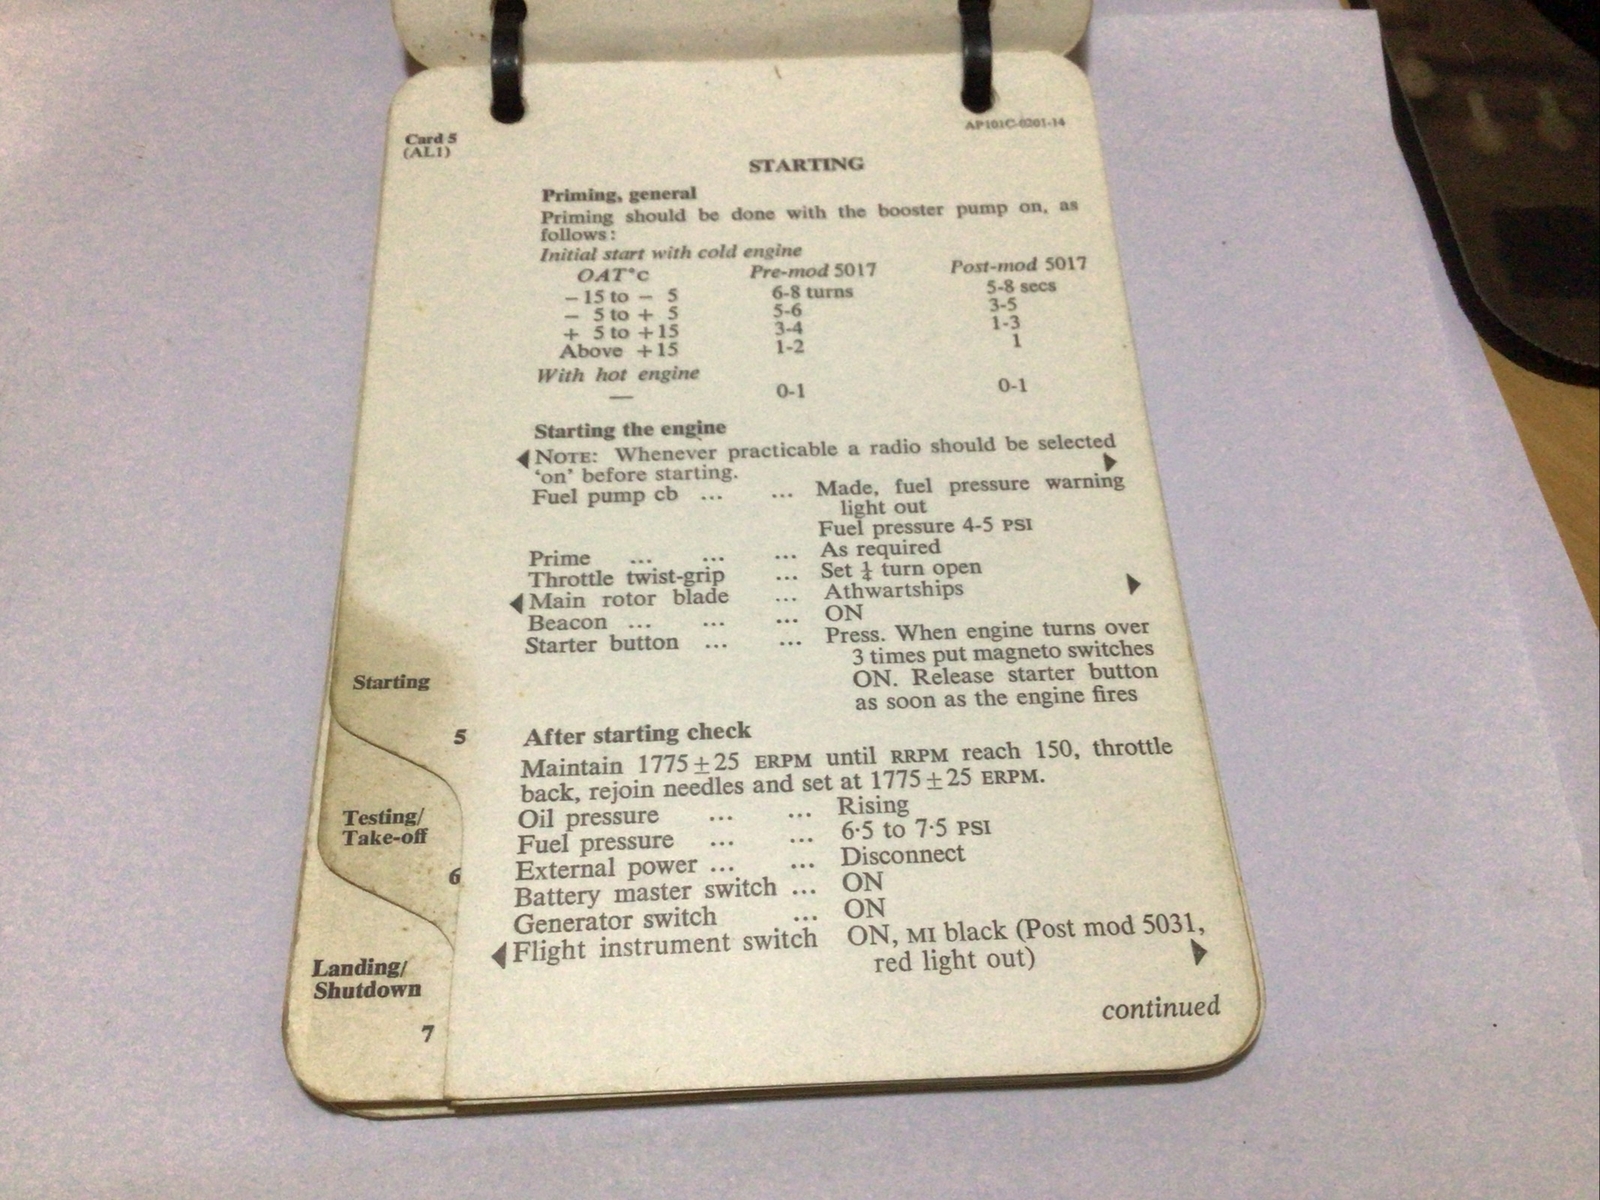 Card 5
(AL1)
AP101C-0201-14
STARTING
Priming, general
Priming should be done with the booster pump on, as
follows:
Initial start with cold engine
OAT°c Pre-mod 5017 Post-mod 5017
− 15 to − 5 6-8 turns 5-8 secs
− 5 to + 5 5-6 3-5
+ 5 to +15 3-4 1-3
Above +15 1-2 1
With hot engine
— 0-1 0-1
Starting the engine
◀ NOTE: Whenever practicable a radio should be selected
‘on’ before starting. ▶
Fuel pump cb ... ... Made, fuel pressure warning
light out
Fuel pressure 4-5 PSI
Prime ... ... ... As required
Throttle twist-grip ... Set ¼ turn open
◀ Main rotor blade ... Athwartships ▶
Beacon ... ... ... ON
Starter button ... ... Press. When engine turns over
3 times put magneto switches
ON. Release starter button
as soon as the engine fires
After starting check
Maintain 1775±25 ERPM until RRPM reach 150, throttle
back, rejoin needles and set at 1775±25 ERPM.
Oil pressure ... ... Rising
Fuel pressure ... ... 6·5 to 7·5 PSI
External power ... ... Disconnect
Battery master switch ... ON
Generator switch ... ON
◀ Flight instrument switch ON, MI black (Post mod 5031,
red light out) ▶
continued
Starting
5
Testing/
Take-off
6
Landing/
Shutdown
7